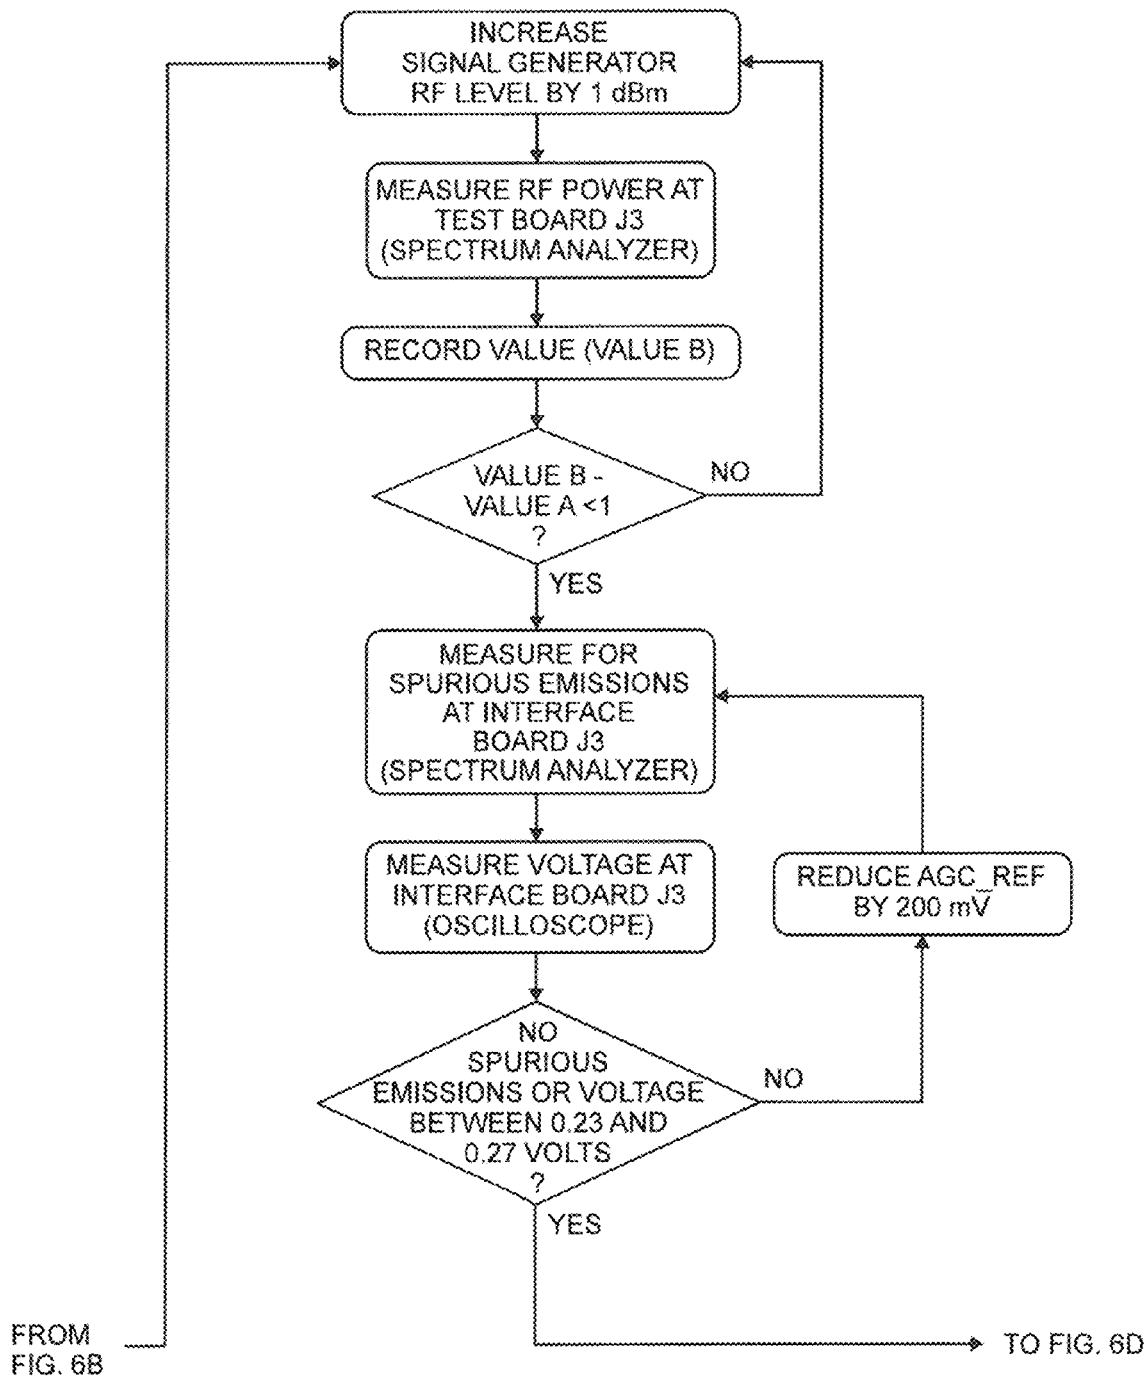 INCREASE
SIGNAL GENERATOR
RF LEVEL BY 1 dBm
MEASURE RF POWER AT
TEST BOARD J3
(SPECTRUM ANALYZER)
RECORD VALUE (VALUE B)
VALUE B -
VALUE A <1
?
NO
YES
MEASURE FOR
SPURIOUS EMISSIONS
AT INTERFACE
BOARD J3
(SPECTRUM ANALYZER)
MEASURE VOLTAGE AT
INTERFACE BOARD J3
(OSCILLOSCOPE)
REDUCE AGC_REF
BY 200 mV
NO
SPURIOUS
EMISSIONS OR VOLTAGE
BETWEEN 0.23 AND
0.27 VOLTS
?
NO
YES
FROM
FIG. 6B
TO FIG. 6D